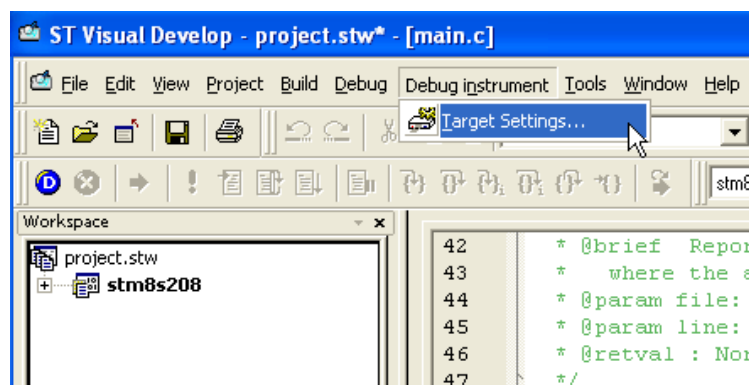 ST Visual Develop - project.stw* - [main.c]
File Edit View Project Build Debug Debug instrument Tools Window Help
Target Settings...
Workspace
project.stw
stm8s208
42 * @brief Repor
43 * where the
44 * @param file:
45 * @param line:
46 * @retval : Nor
47 */